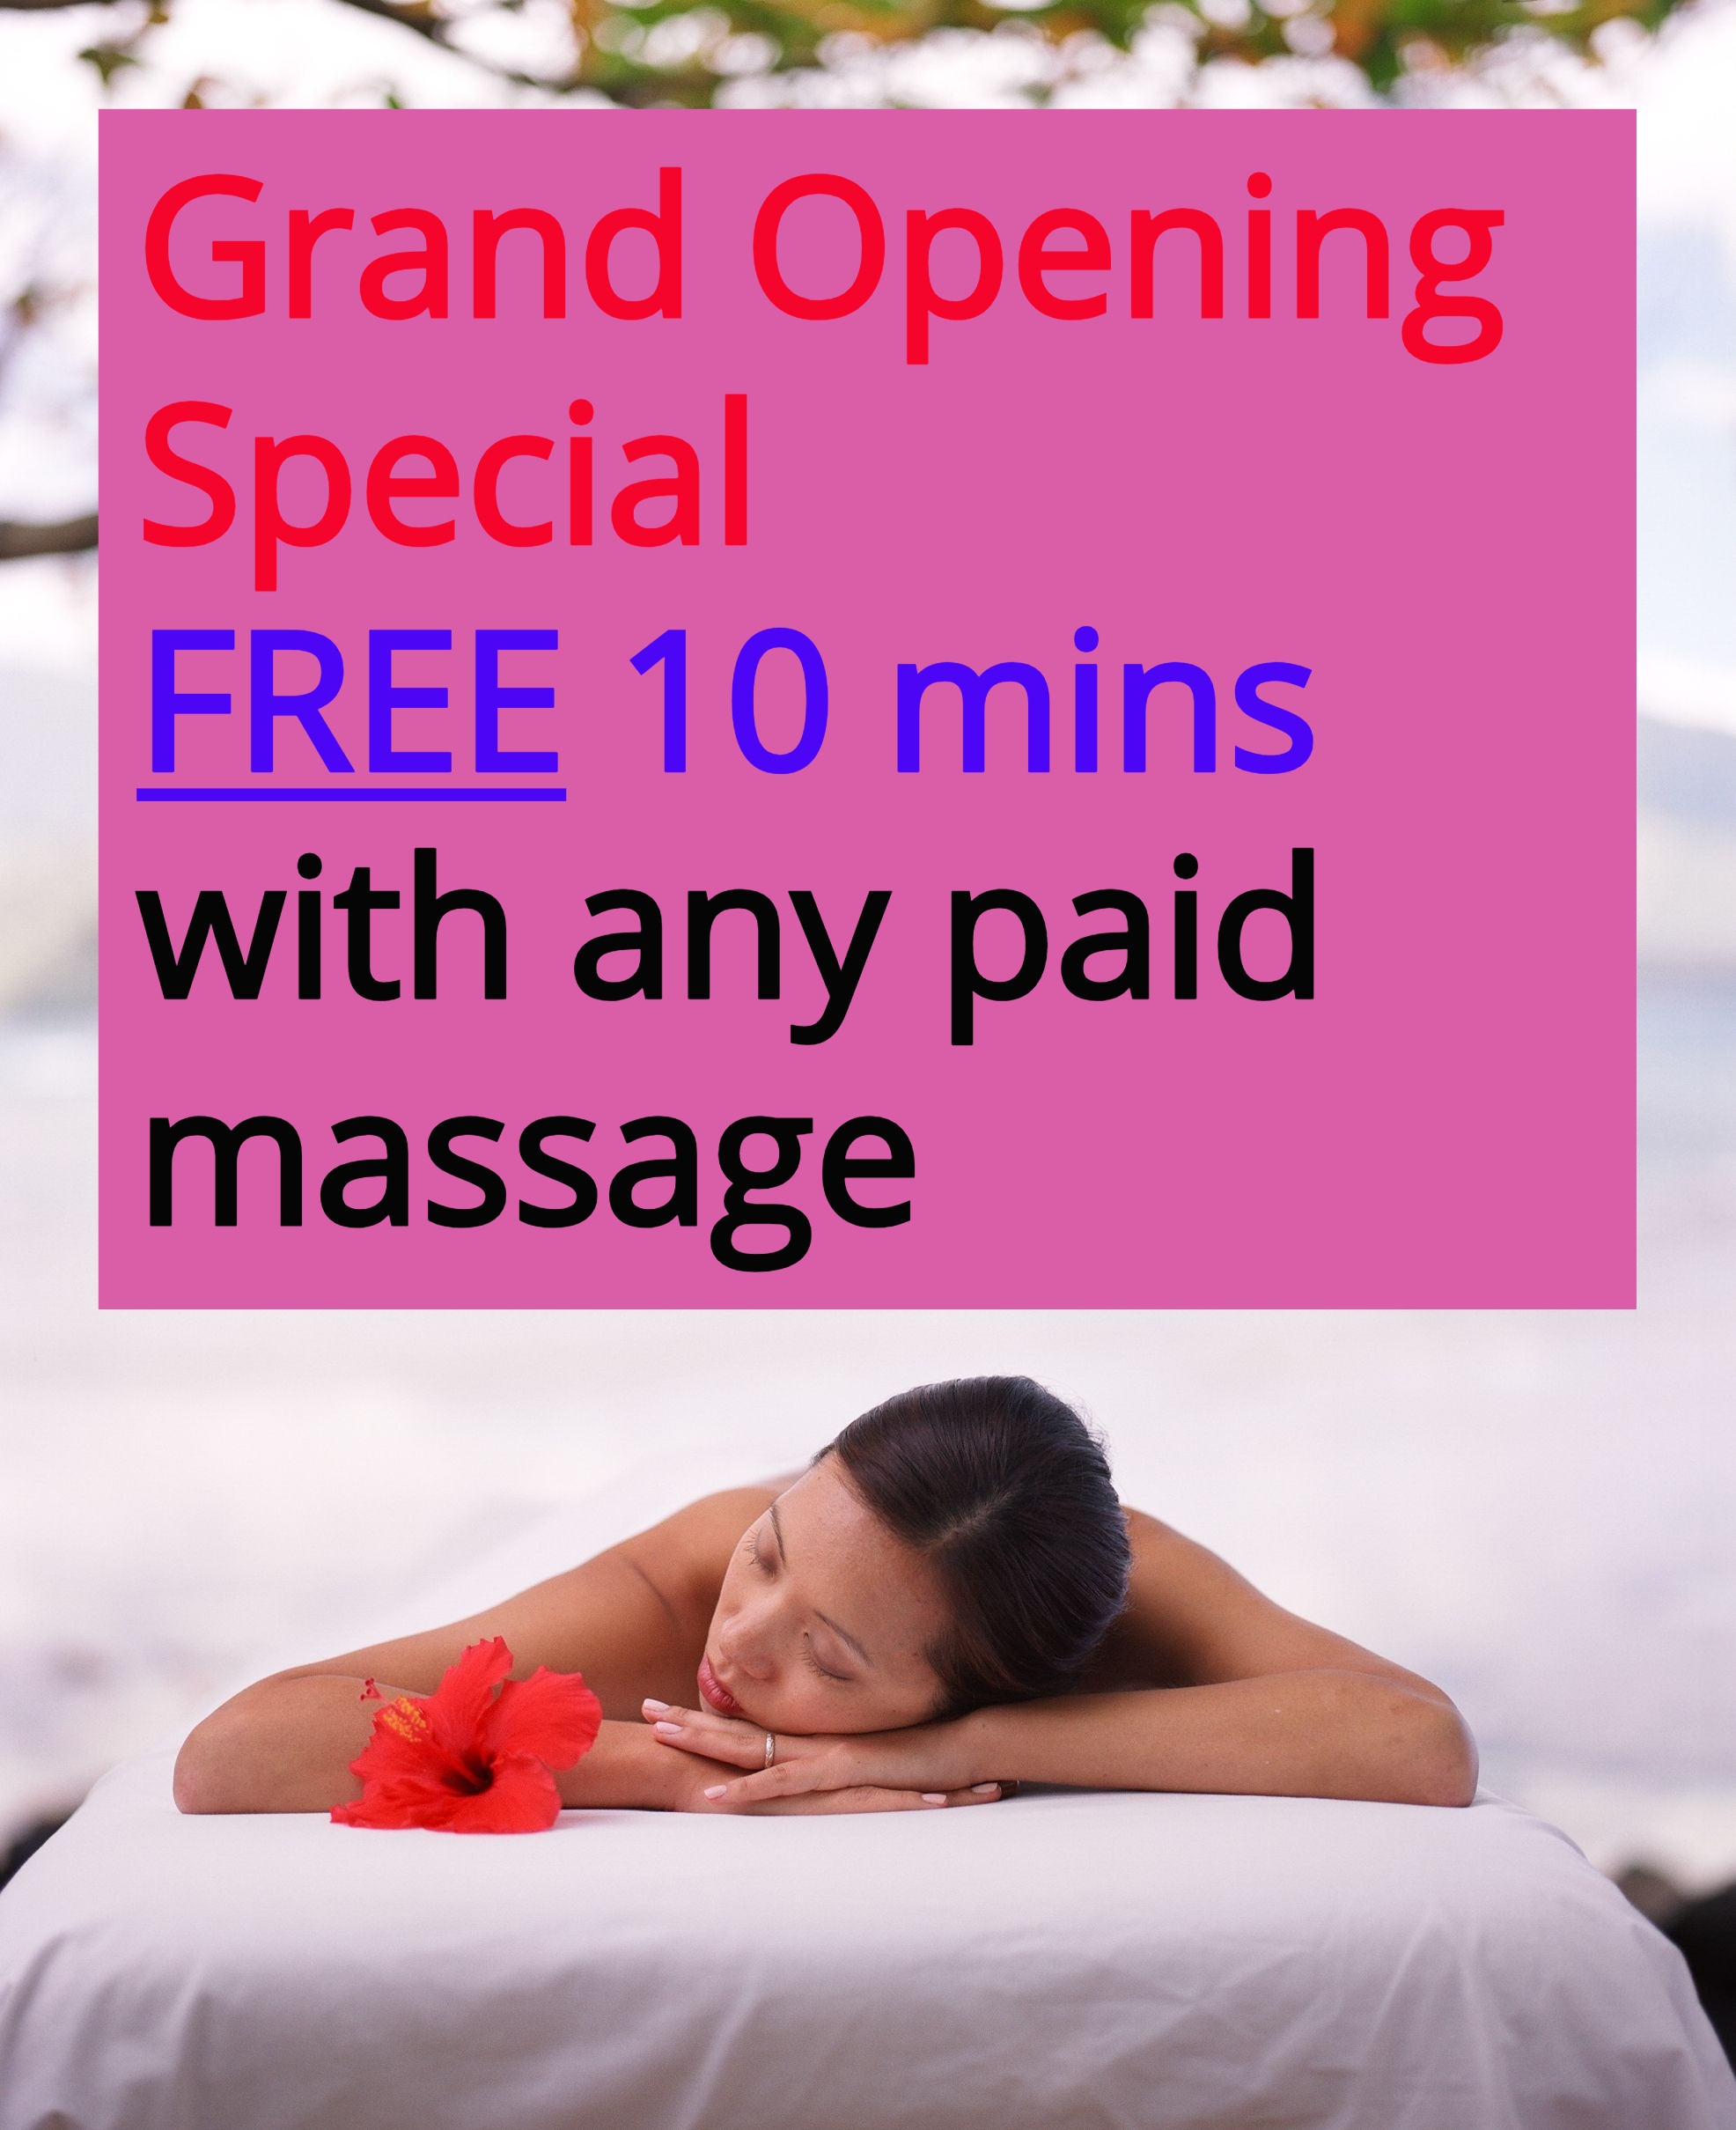 Grand Opening
Special
FREE 10 mins
with any paid
massage